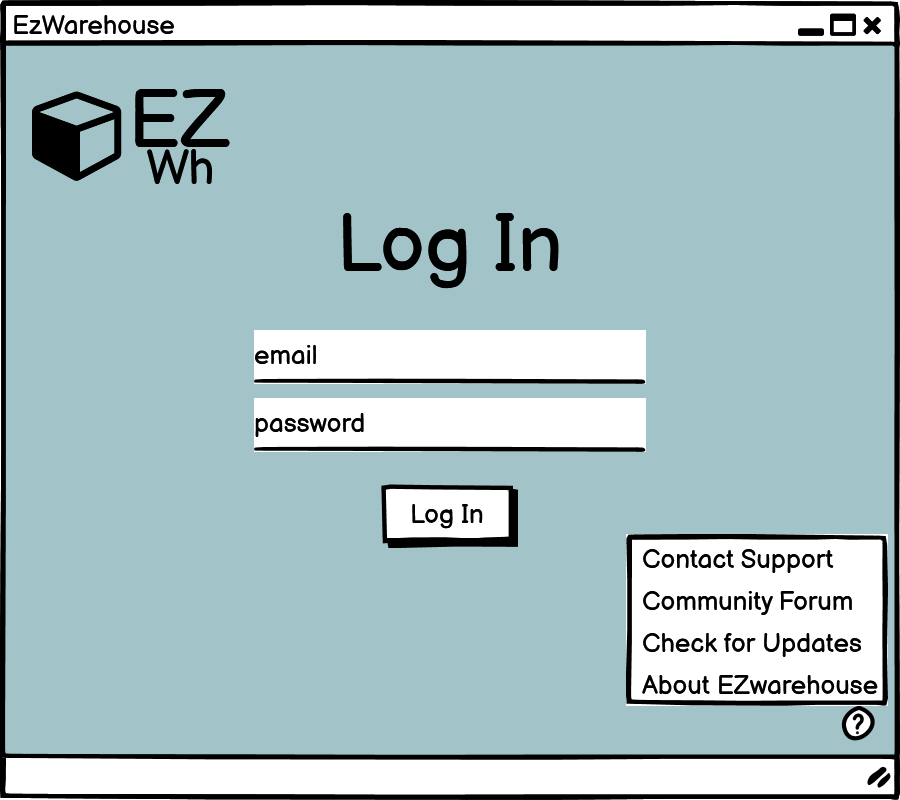 EzWarehouse
EZ
Wh
Log In
email
password
Log In
Contact Support
Community Forum
Check for Updates
About EZwarehouse
?